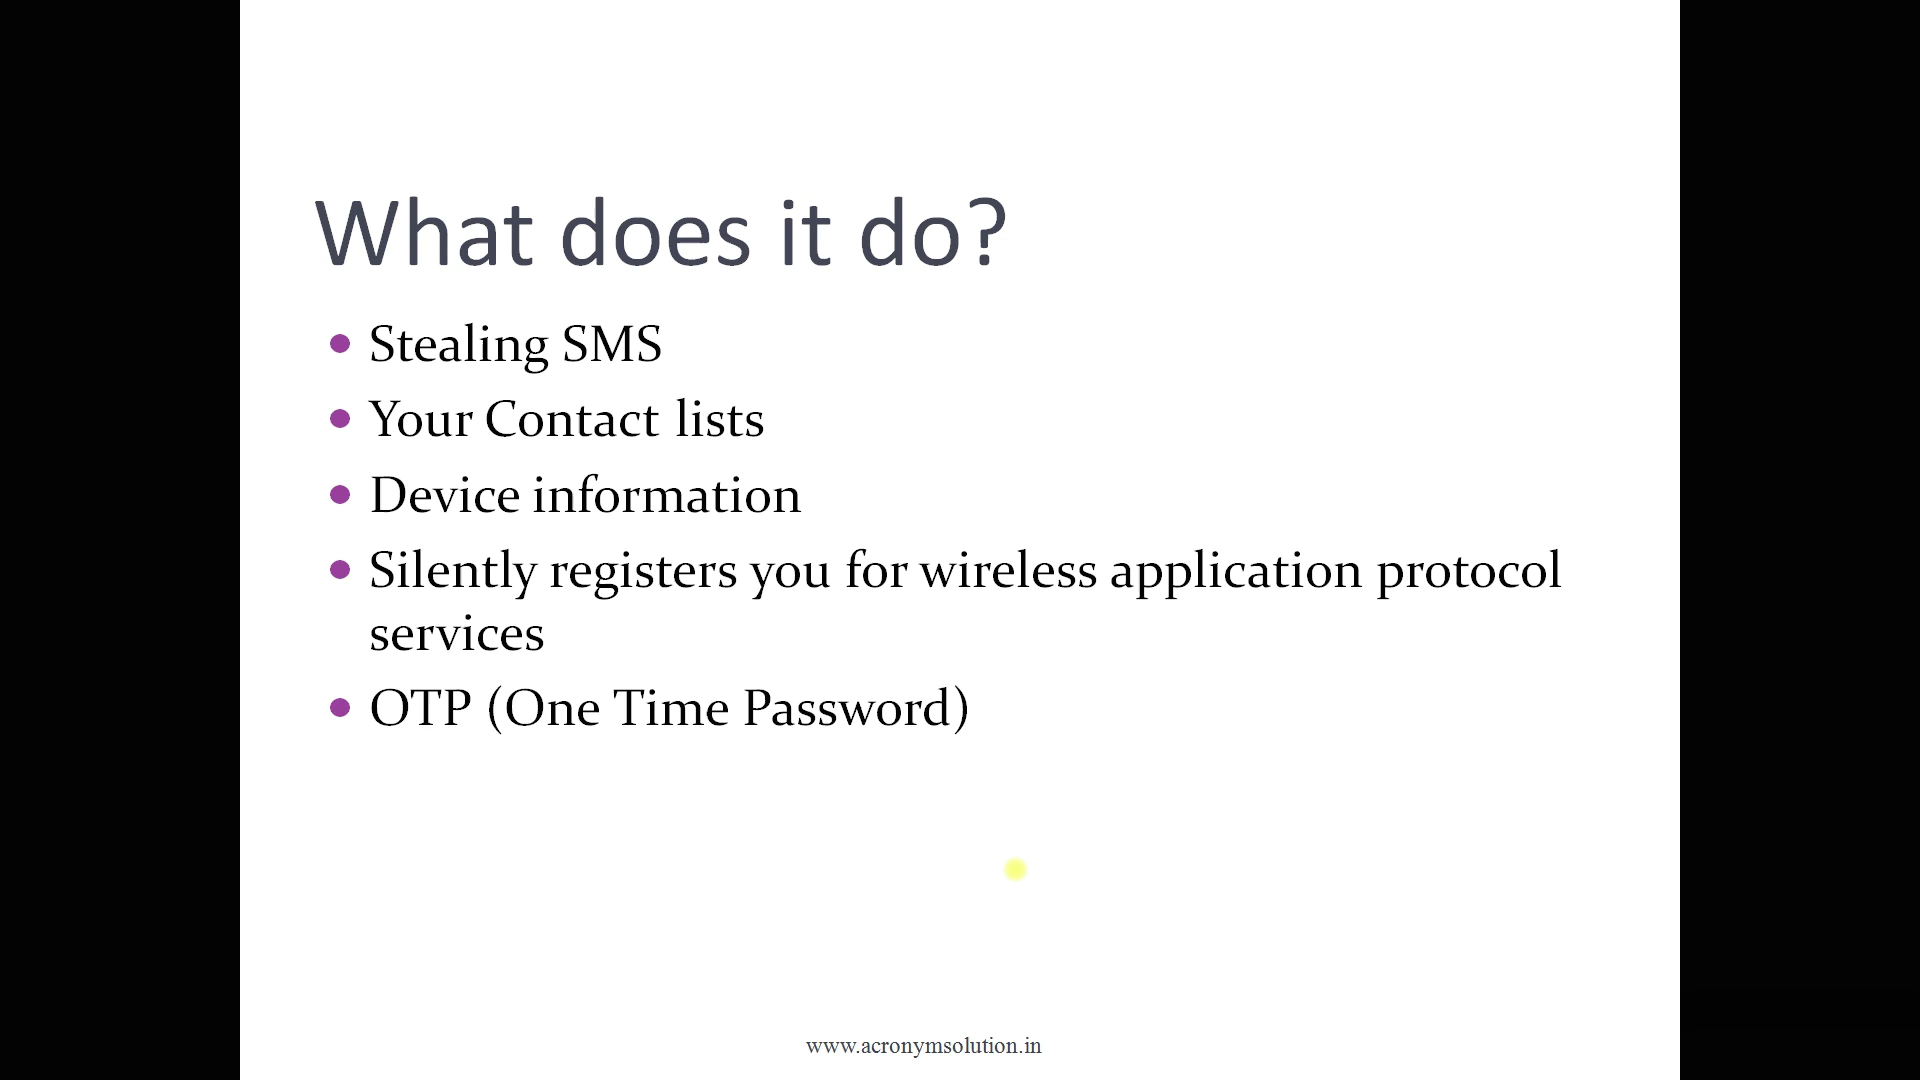 What does it do?
Stealing SMS
Your Contact lists
Device information
Silently registers you for wireless application protocol
services
OTP (One Time Password)
www.acronymsolution.in